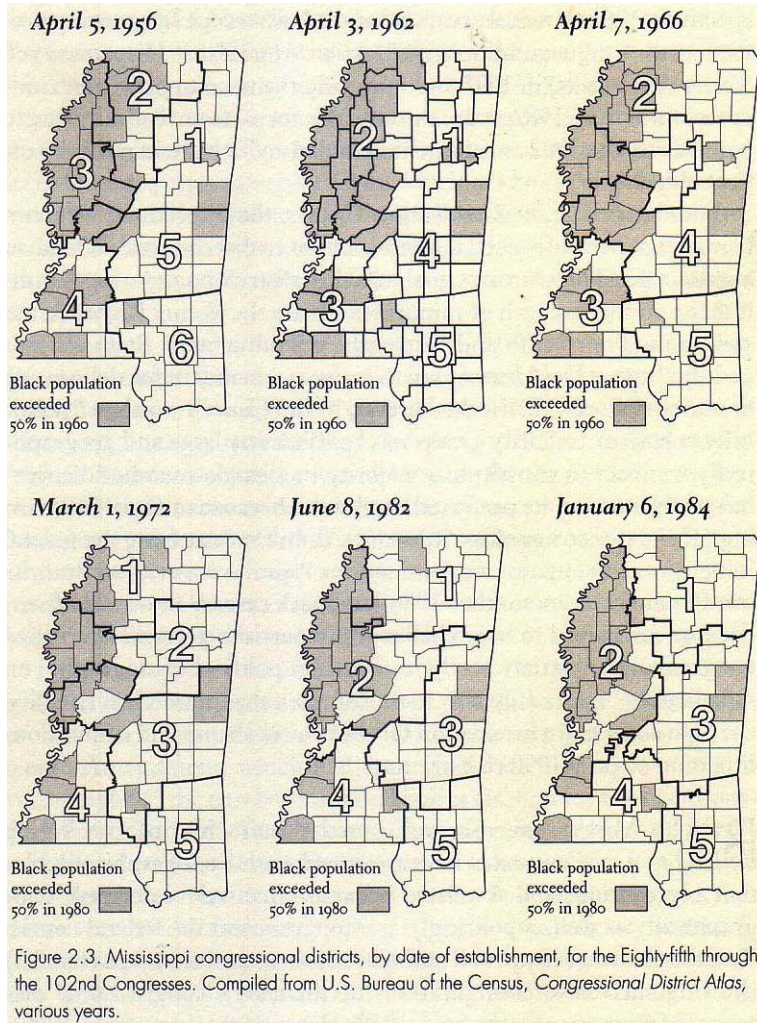 April 5, 1956
April 3, 1962
April 7, 1966
2
1
3
5
4
6
2
1
4
3
5
2
1
4
3
5
Black population
exceeded
50% in 1960
Black population
exceeded
50% in 1960
Black population
exceeded
50% in 1960
March 1, 1972
June 8, 1982
January 6, 1984
1
2
3
4
5
1
2
3
4
5
1
2
3
4
5
Black population
exceeded
50% in 1980
Black population
exceeded
50% in 1980
Black population
exceeded
50% in 1980
Figure 2.3. Mississippi congressional districts, by date of establishment, for the Eighty-fifth through
the 102nd Congresses. Compiled from U.S. Bureau of the Census, Congressional District Atlas,
various years.